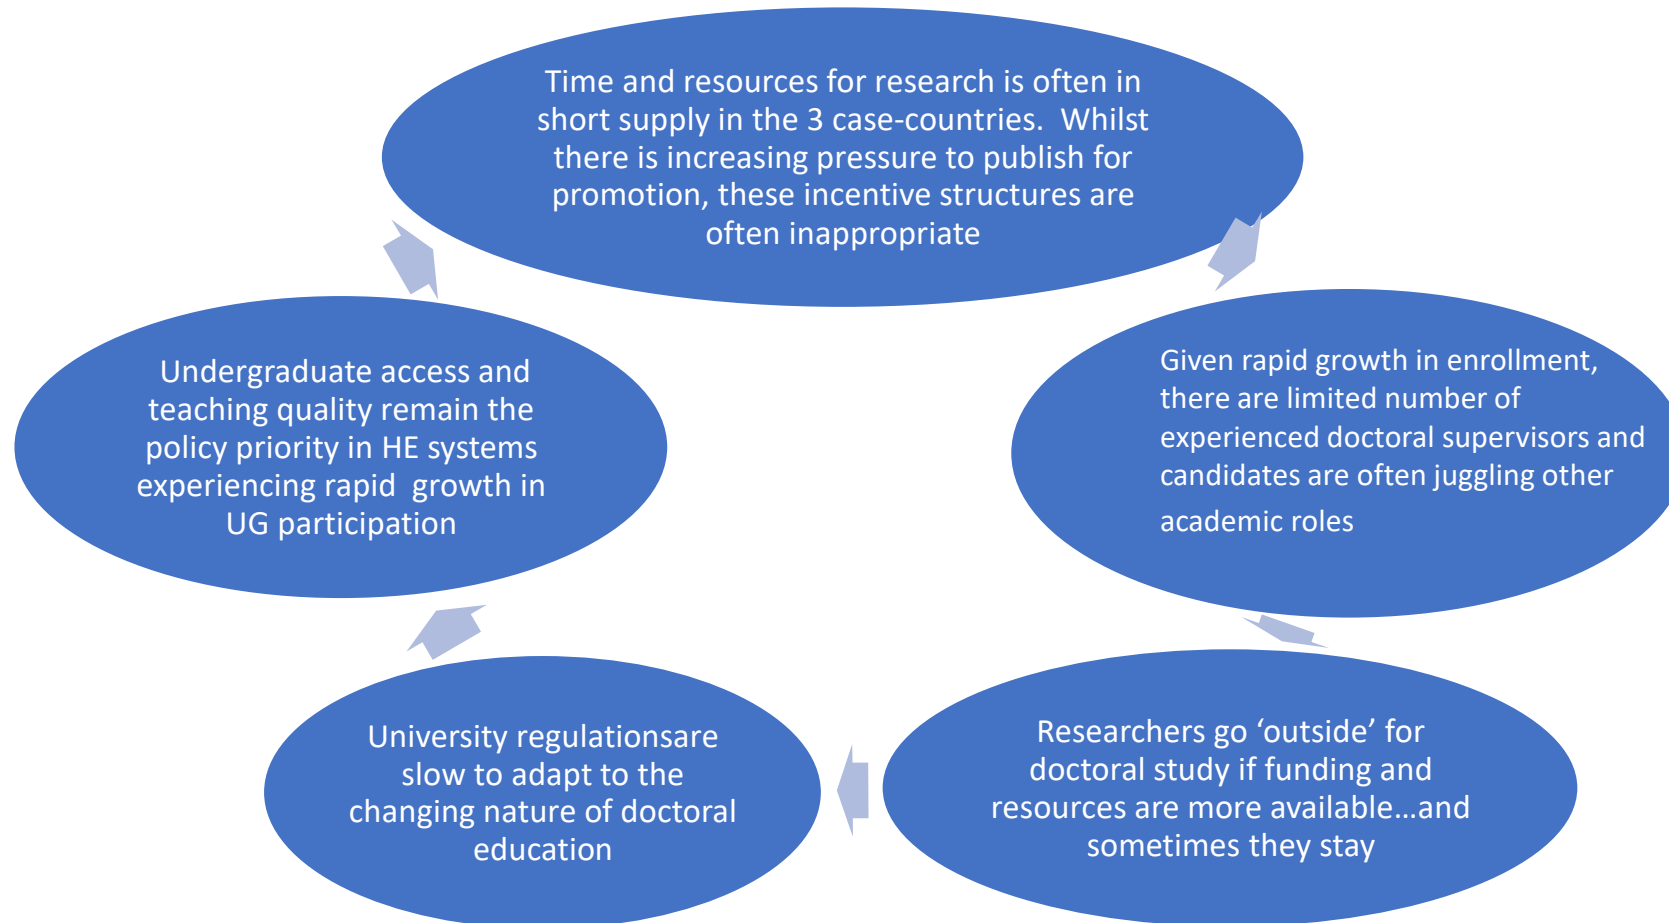 Time and resources for research is often in
short supply in the 3 case-countries.  Whilst
there is increasing pressure to publish for
promotion, these incentive structures are
often inappropriate
Given rapid growth in enrollment,
there are limited number of
experienced doctoral supervisors and
candidates are often juggling other
academic roles
Researchers go ‘outside’ for
doctoral study if funding and
resources are more available…and
sometimes they stay
University regulationsare
slow to adapt to the
changing nature of doctoral
education
Undergraduate access and
teaching quality remain the
policy priority in HE systems
experiencing rapid  growth in
UG participation